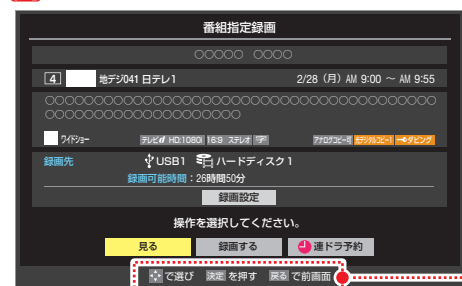 番組指定録画
○○○○○ ○○○○
4 地デジ041 日テレ1 2/28（月）AM 9:00 ～ AM 9:55
○○○○○○○○○○○○○○○○○○○○○○○○○○○○○○○○○○○○○○○○
○○○○○○○○○○○○○○○○○○○○
ワイドショー テレビd HD:1080i 16:9 ステレオ 字 アナログコピー可 デジタルコピー1 ダビング
録画先 USB1 ハードディスク1
録画可能時間：26時間50分
録画設定
操作を選択してください。
見る 録画する 連ドラ予約
で選び 決定 を押す 戻る で前画面